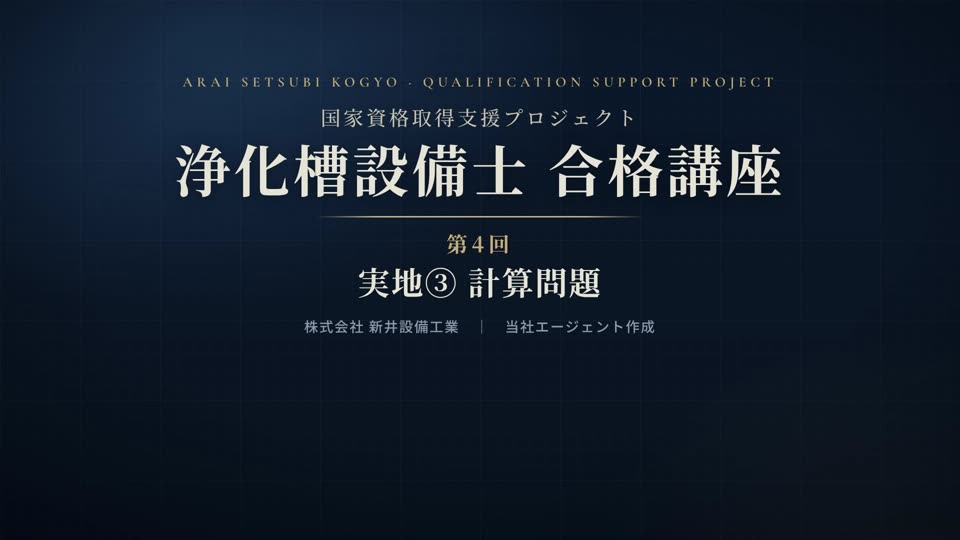 ARAI SETSUBI KOGYO · QUALIFICATION SUPPORT PROJECT
国家資格取得支援プロジェクト
浄化槽設備士 合格講座
第4回
実地③ 計算問題
株式会社 新井設備工業 ｜ 当社エージェント作成